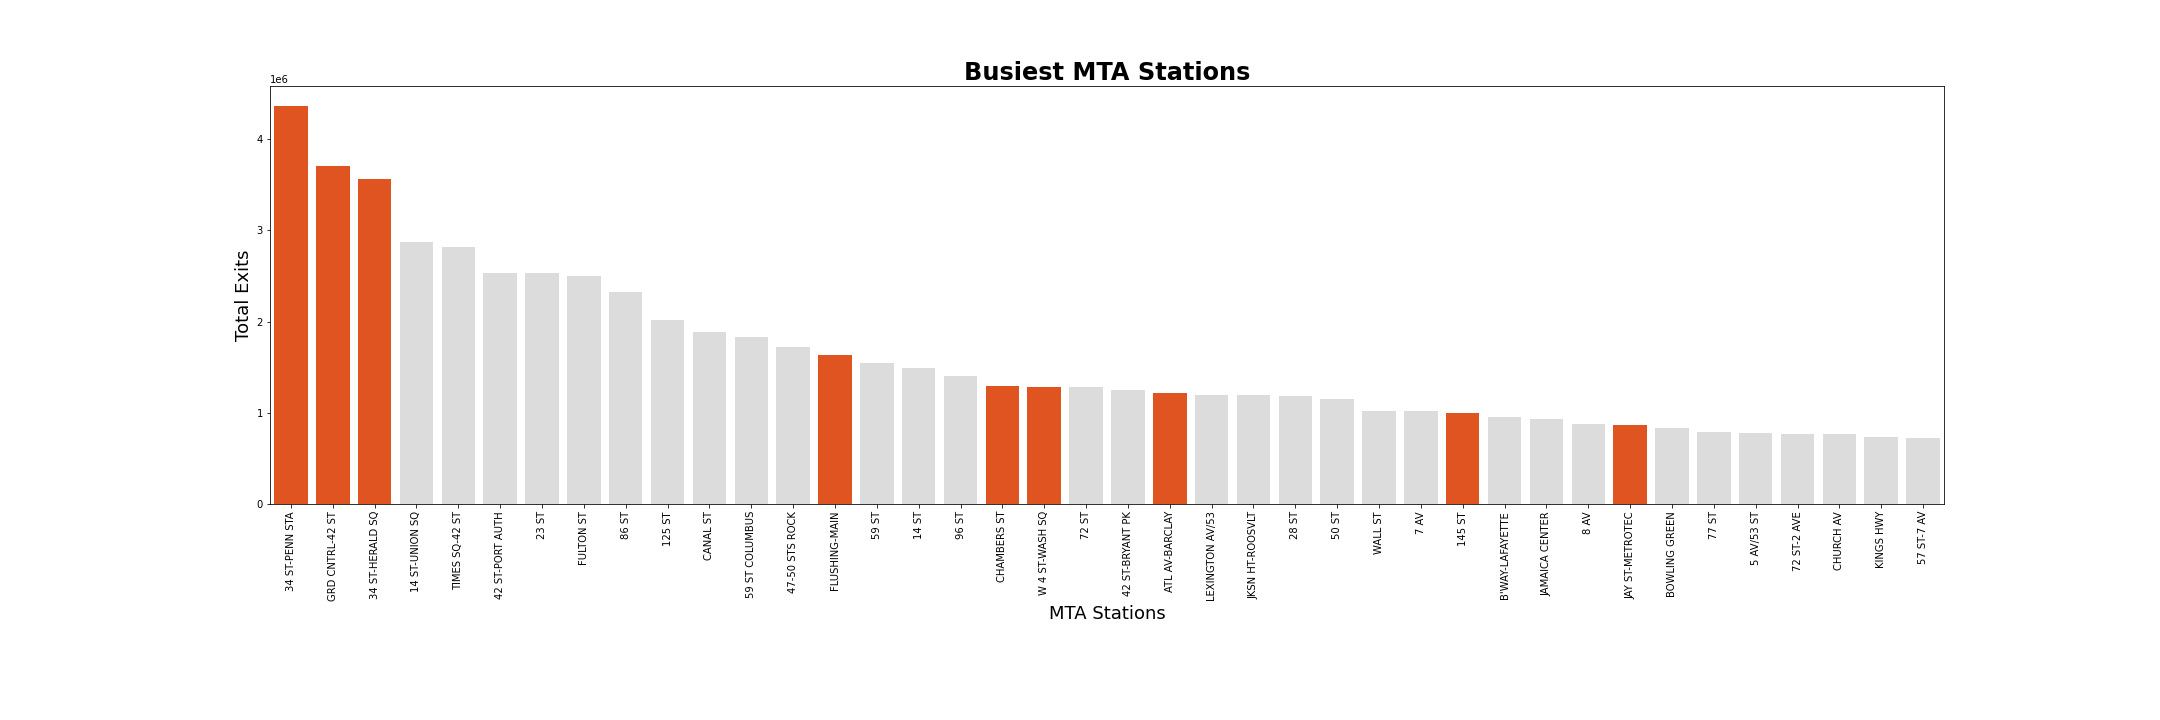 Busiest MTA Stations
1e6
4
3
2
1
0
Total Exits
34 ST-PENN STA
GRD CNTRL-42 ST
34 ST-HERALD SQ
14 ST-UNION SQ
TIMES SQ-42 ST
42 ST-PORT AUTH
23 ST
FULTON ST
86 ST
125 ST
CANAL ST
59 ST COLUMBUS
47-50 STS ROCK
FLUSHING-MAIN
59 ST
14 ST
96 ST
CHAMBERS ST
W 4 ST-WASH SQ
72 ST
42 ST-BRYANT PK
ATL AV-BARCLAY
LEXINGTON AV/53
JKSN HT-ROOSVLT
28 ST
50 ST
WALL ST
7 AV
145 ST
B'WAY-LAFAYETTE
JAMAICA CENTER
8 AV
JAY ST-METROTEC
BOWLING GREEN
77 ST
5 AV/53 ST
72 ST-2 AVE
CHURCH AV
KINGS HWY
57 ST-7 AV
MTA Stations